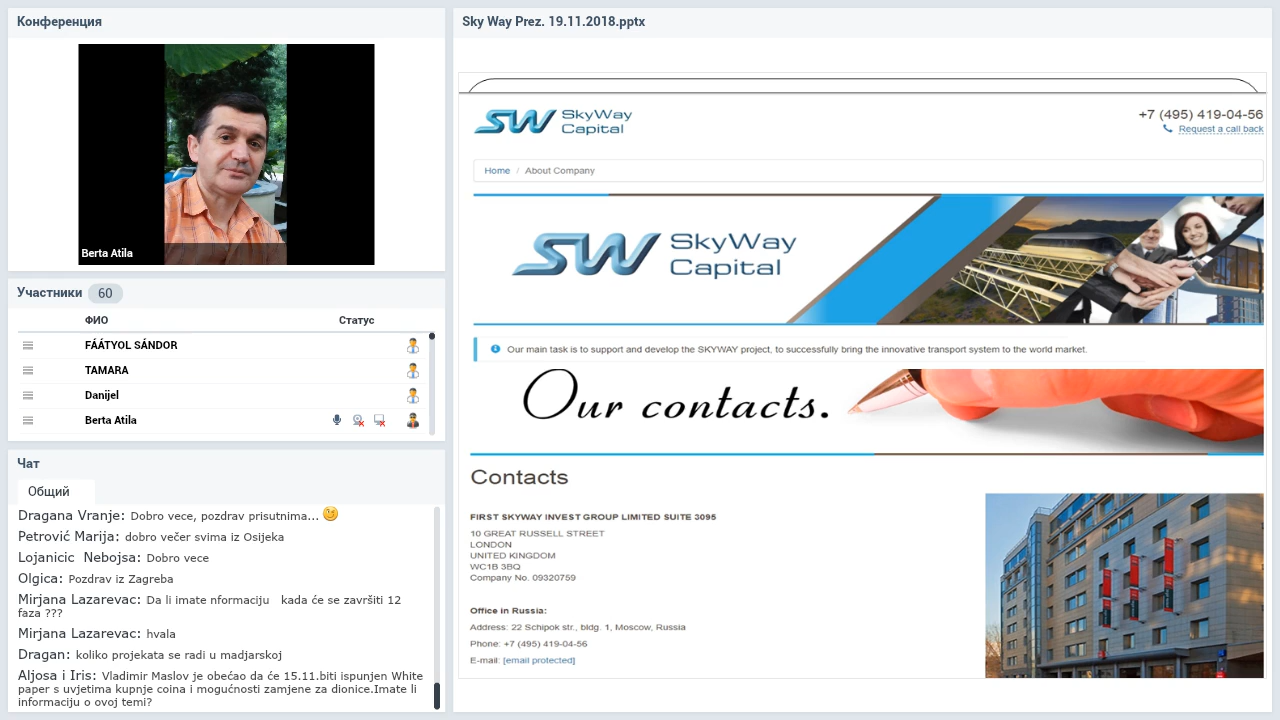 Конференция
Berta Atila
Участники 60
ФИО Статус
FÁÁTYOL SÁNDOR
TAMARA
Danijel
Berta Atila
Чат
Общий
Dragana Vranje: Dobro vece, pozdrav prisutnima...
Petrović Marija: dobro večer svima iz Osijeka
Lojanicic Nebojsa: Dobro vece
Olgica: Pozdrav iz Zagreba
Mirjana Lazarevac: Da li imate nformaciju kada će se završiti 12
faza ???
Mirjana Lazarevac: hvala
Dragan: koliko projekata se radi u madjarskoj
Aljosa i Iris: Vladimir Maslov je obećao da će 15.11.biti ispunjen White
paper s uvjetima kupnje coina i mogućnosti zamjene za dionice.Imate li
informaciju o ovoj temi?
Sky Way Prez. 19.11.2018.pptx
SW SkyWay
Capital
+7 (495) 419-04-56
Request a call back
Home / About Company
SW SkyWay
Capital
Our main task is to support and develop the SKYWAY project, to successfully bring the innovative transport system to the world market.
Our contacts.
Contacts
FIRST SKYWAY INVEST GROUP LIMITED SUITE 3095
10 GREAT RUSSELL STREET
LONDON
UNITED KINGDOM
WC1B 3BQ
Company No. 09320759
Office in Russia:
Address: 22 Schipok str., bldg. 1, Moscow, Russia
Phone: +7 (495) 419-04-56
E-mail: [email protected]